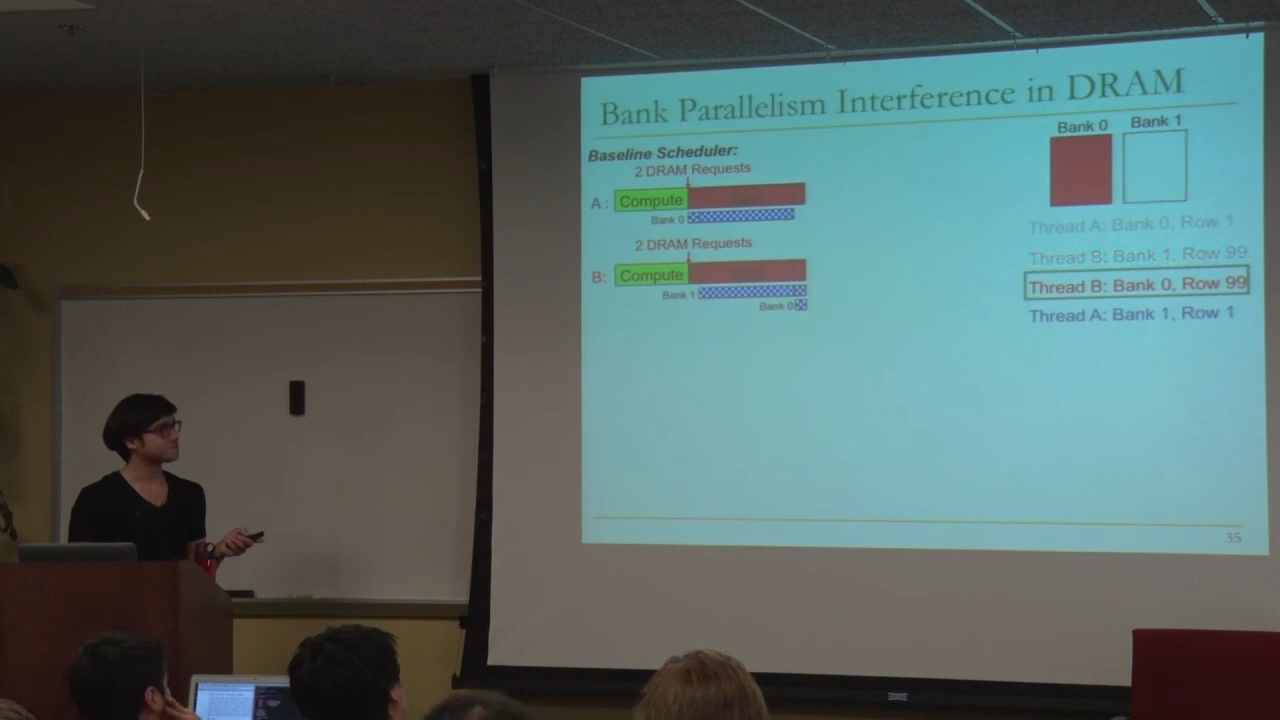 Bank Parallelism Interference in DRAM
Baseline Scheduler:
2 DRAM Requests
A :
Compute
Bank 0
2 DRAM Requests
B:
Compute
Bank 1
Bank 0
Bank 0
Bank 1
Thread A: Bank 0, Row 1
Thread B: Bank 1, Row 99
Thread B: Bank 0, Row 99
Thread A: Bank 1, Row 1
35